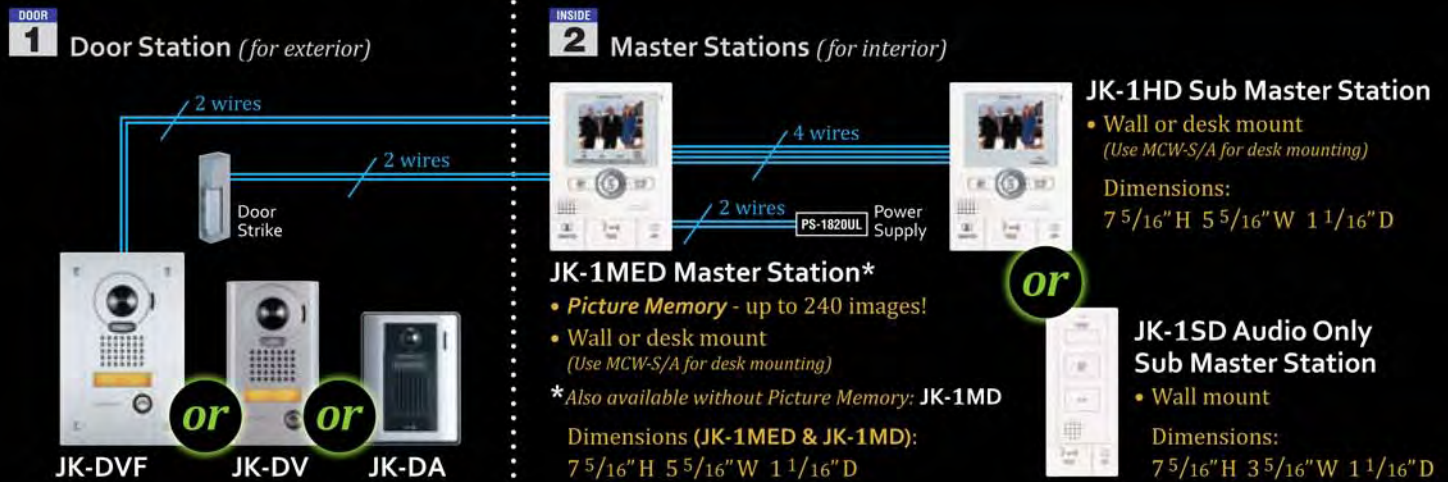 DOOR
1
Door Station (for exterior)
2 wires
2 wires
Door
Strike
JK-DVF
or
JK-DV
or
JK-DA
INSIDE
2
Master Stations (for interior)
4 wires
2 wires
PS-1820UL
Power
Supply
JK-1MED Master Station*
• Picture Memory - up to 240 images!
• Wall or desk mount
(Use MCW-S/A for desk mounting)
*Also available without Picture Memory: JK-1MD
Dimensions (JK-1MED & JK-1MD):
7 5/16"H 5 5/16"W 1 1/16"D
JK-1HD Sub Master Station
• Wall or desk mount
(Use MCW-S/A for desk mounting)
Dimensions:
7 5/16"H 5 5/16"W 1 1/16"D
or
JK-1SD Audio Only
Sub Master Station
• Wall mount
Dimensions:
7 5/16"H 3 5/16"W 1 1/16"D